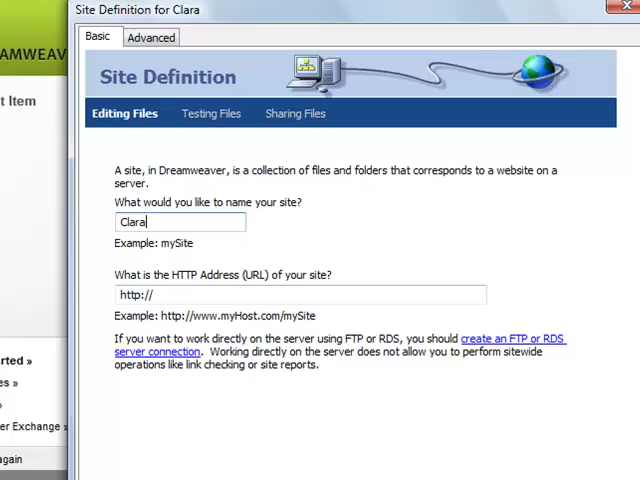 Site Definition for Clara
Basic
Advanced
Site Definition
Editing Files
Testing Files
Sharing Files
A site, in Dreamweaver, is a collection of files and folders that corresponds to a website on a
server.
What would you like to name your site?
Clara
Example: mySite
What is the HTTP Address (URL) of your site?
http://
Example: http://www.myHost.com/mySite
If you want to work directly on the server using FTP or RDS, you should create an FTP or RDS
server connection. Working directly on the server does not allow you to perform sitewide
operations like link checking or site reports.
DREAMWEAV
t Item
arted »
es »
»
er Exchange »
again